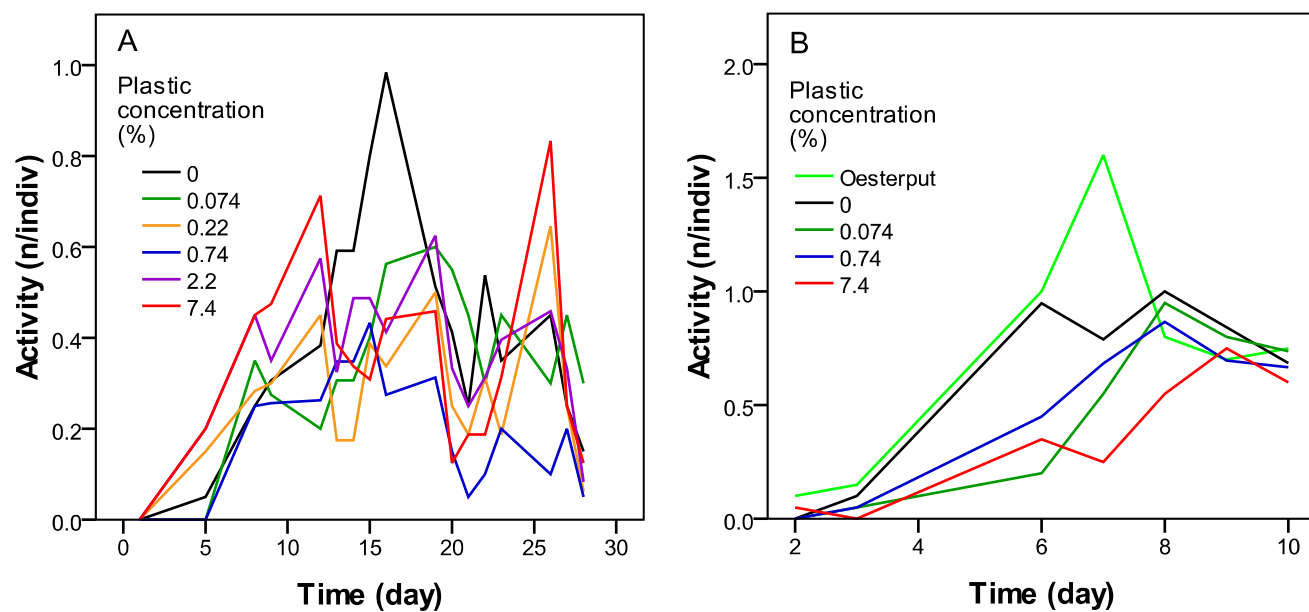 A
Plastic
concentration
(%)
0
0.074
0.22
0.74
2.2
7.4
1.0
0.8
0.6
0.4
0.2
0.0
0 5 10 15 20 25 30
Activity (n/indiv)
Time (day)
B
Plastic
concentration
(%)
Oesterput
0
0.074
0.74
7.4
2.0
1.5
1.0
0.5
0.0
2 4 6 8 10
Activity (n/indiv)
Time (day)